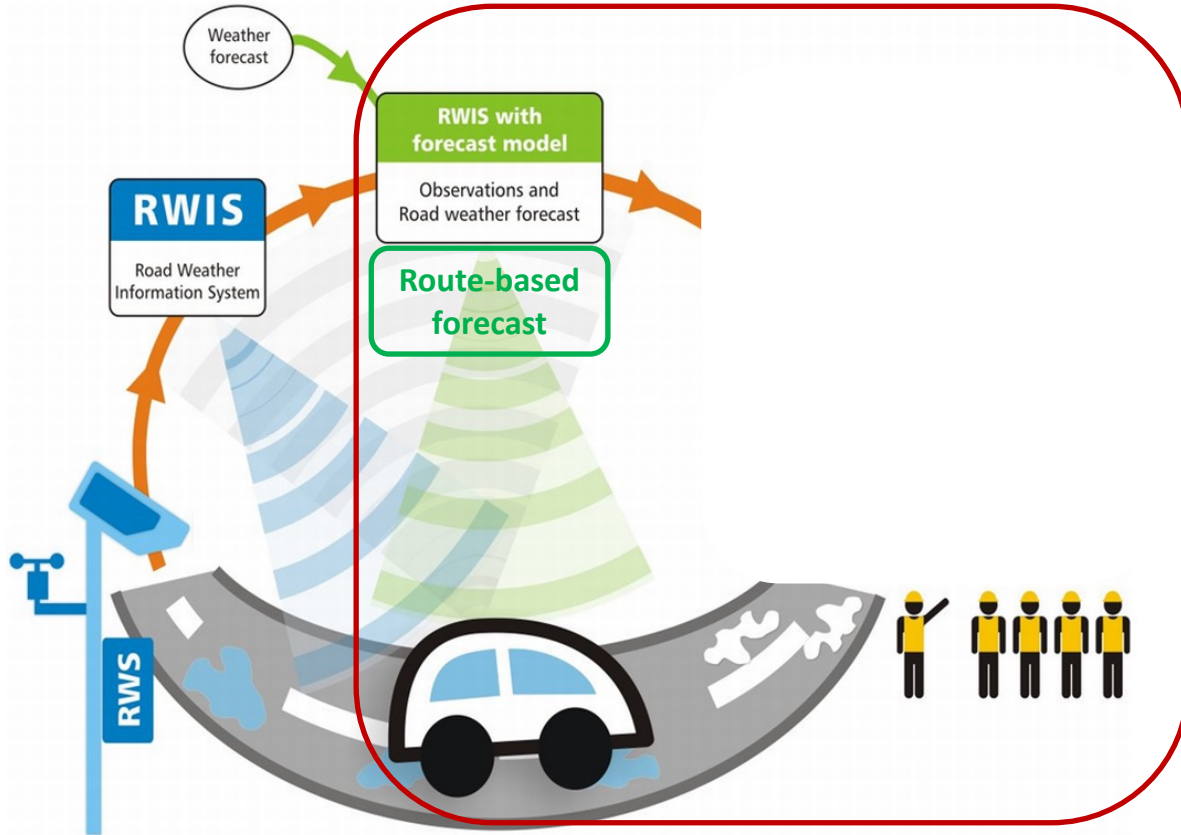 Weather
forecast
RWIS with
forecast model
Observations and
Road weather forecast
RWIS
Road Weather
Information System
Route-based
forecast
RWS